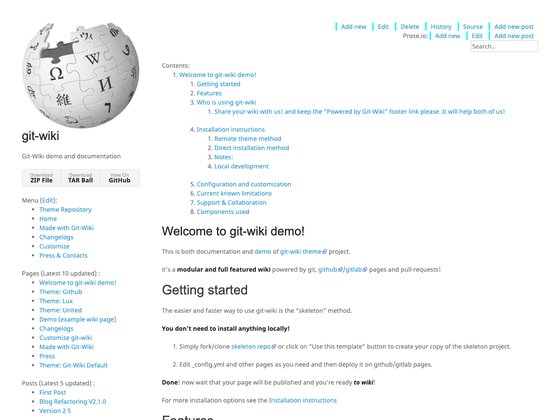 Add new
Edit
Delete
History
Source
Add new post
Prose.io:
Add new
Edit
Add new post
Search..
Ω
W
И
維
git-wiki
Git-Wiki demo and documentation
Download
ZIP File
Download
TAR Ball
View On
GitHub
Menu (Edit):
Theme Repository
Home
Made with Git-Wiki
Changelogs
Customize
Press & Contacts
Pages (Latest 10 updated) :
Welcome to git-wiki demo!
Theme: Github
Theme: Lux
Theme: United
Demo (example wiki page)
Changelogs
Customize git-wiki
Made with Git-Wiki
Press
Theme: Git-Wiki Default
Posts (Latest 5 updated) :
First Post
Blog Refactoring V2.1.0
Version 2 5
Contents:
1. Welcome to git-wiki demo!
1. Getting started
2. Features
3. Who is using git-wiki
1. Share your wiki with us! and keep the "Powered by Git-Wiki" footer link please. It will help both of us!
4. Installation instructions
1. Remote theme method
2. Direct installation method
3. Notes:
4. Local development
5. Configuration and customization
6. Current known limitations
7. Support & Collaboration
8. Components used
Welcome to git-wiki demo!
This is both documentation and demo of git-wiki theme project.
it's a modular and full featured wiki powered by git, github/gitlab pages and pull-requests!
Getting started
The easier and faster way to use git-wiki is the "skeleton" method.
You don't need to install anything locally!
1. Simply fork/clone skeleton repo or click on "Use this template" button to create your copy of the skeleton project.
2. Edit _config.yml and other pages as you need and then deploy it on github/gitlab pages.
Done! now wait that your page will be published and you're ready to wiki!
For more installation options see the Installation instructions
Features